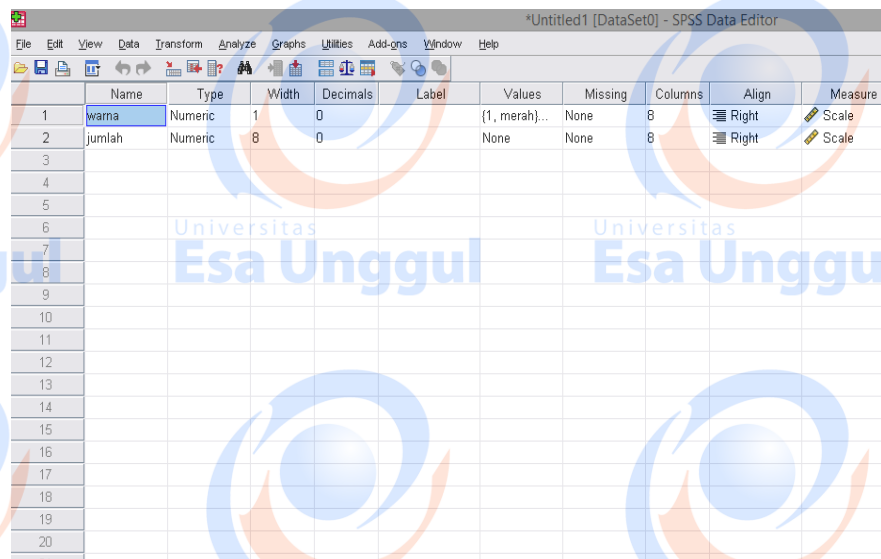 *Untitled1 [DataSet0] - SPSS Data Editor
File Edit View Data Transform Analyze Graphs Utilities Add-ons Window Help
Name Type Width Decimals Label Values Missing Columns Align Measure
1 warna Numeric 1 0 {1, merah}... None 8 Right Scale
2 jumlah Numeric 8 0 None None 8 Right Scale
3
4
5
6
7
8
9
10
11
12
13
14
15
16
17
18
19
20
Universitas Universitas
gul Esa Unggul Esa Unggu